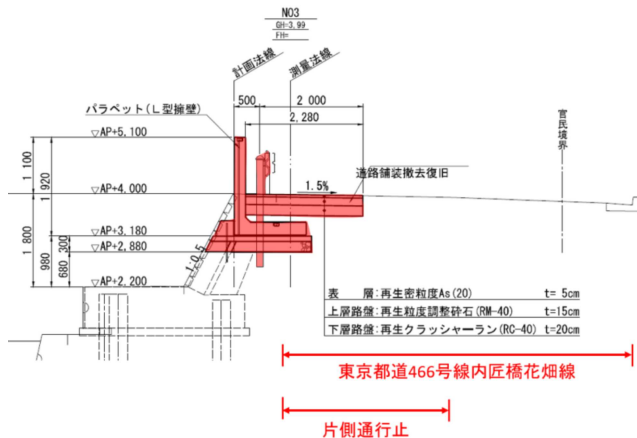 NO3
GH=3.99
FH=
計画法線
測量法線
500
2 000
2,280
パラペット(L型擁壁)
官民境界
▽AP+5,100
1 100
1 920
道路舗装撤去復旧
1.5%
▽AP+4,000
1 800
▽AP+3,180
300
980
▽AP+2,880
680
1:0.5
▽AP+2,200
表 層:再生密粒度As(20) t= 5cm
上層路盤:再生粒度調整砕石(RM-40) t=15cm
下層路盤:再生クラッシャーラン(RC-40) t=20cm
東京都道466号線内匠橋花畑線
片側通行止